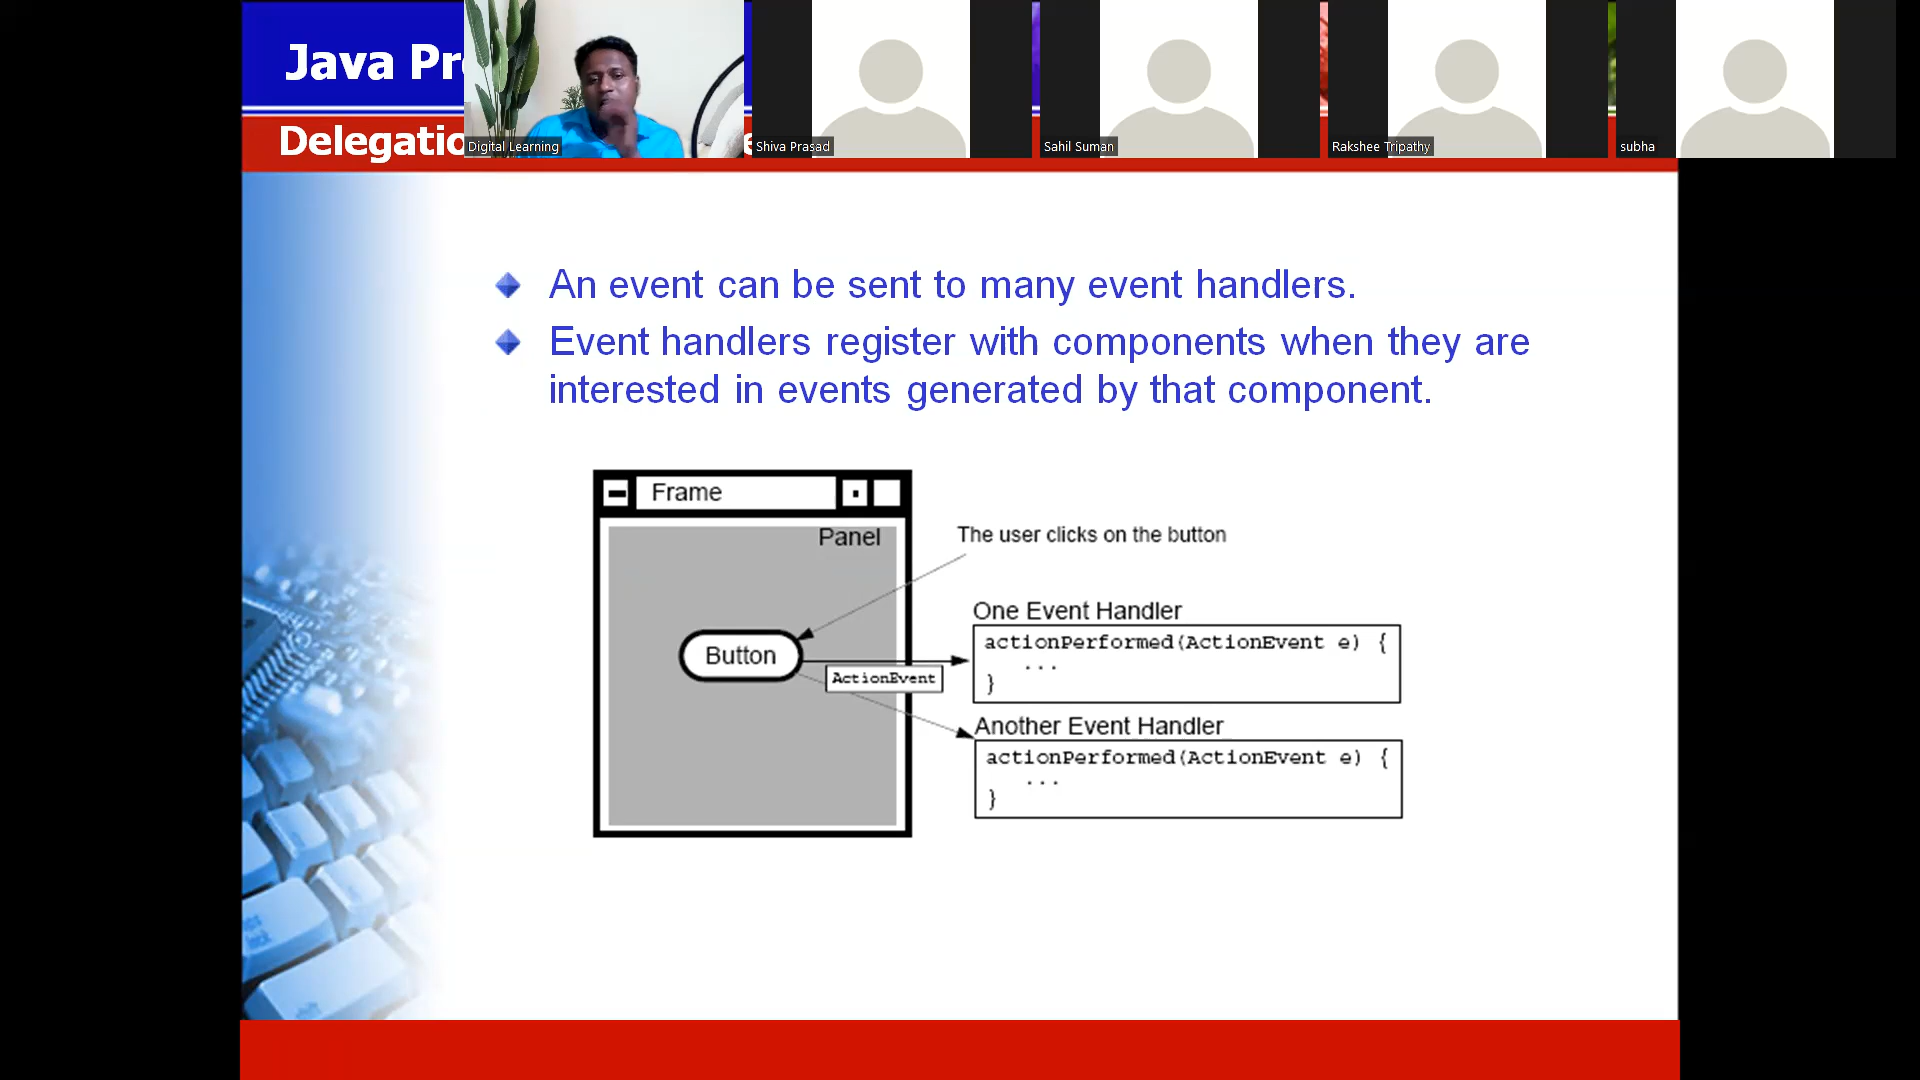 Java Pr
Delegatio
Digital Learning
Shiva Prasad
Sahil Suman
Rakshee Tripathy
subha
An event can be sent to many event handlers.
Event handlers register with components when they are
interested in events generated by that component.
Frame
Panel
The user clicks on the button
Button
ActionEvent
One Event Handler
actionPerformed(ActionEvent e) {
...
}
Another Event Handler
actionPerformed(ActionEvent e) {
...
}